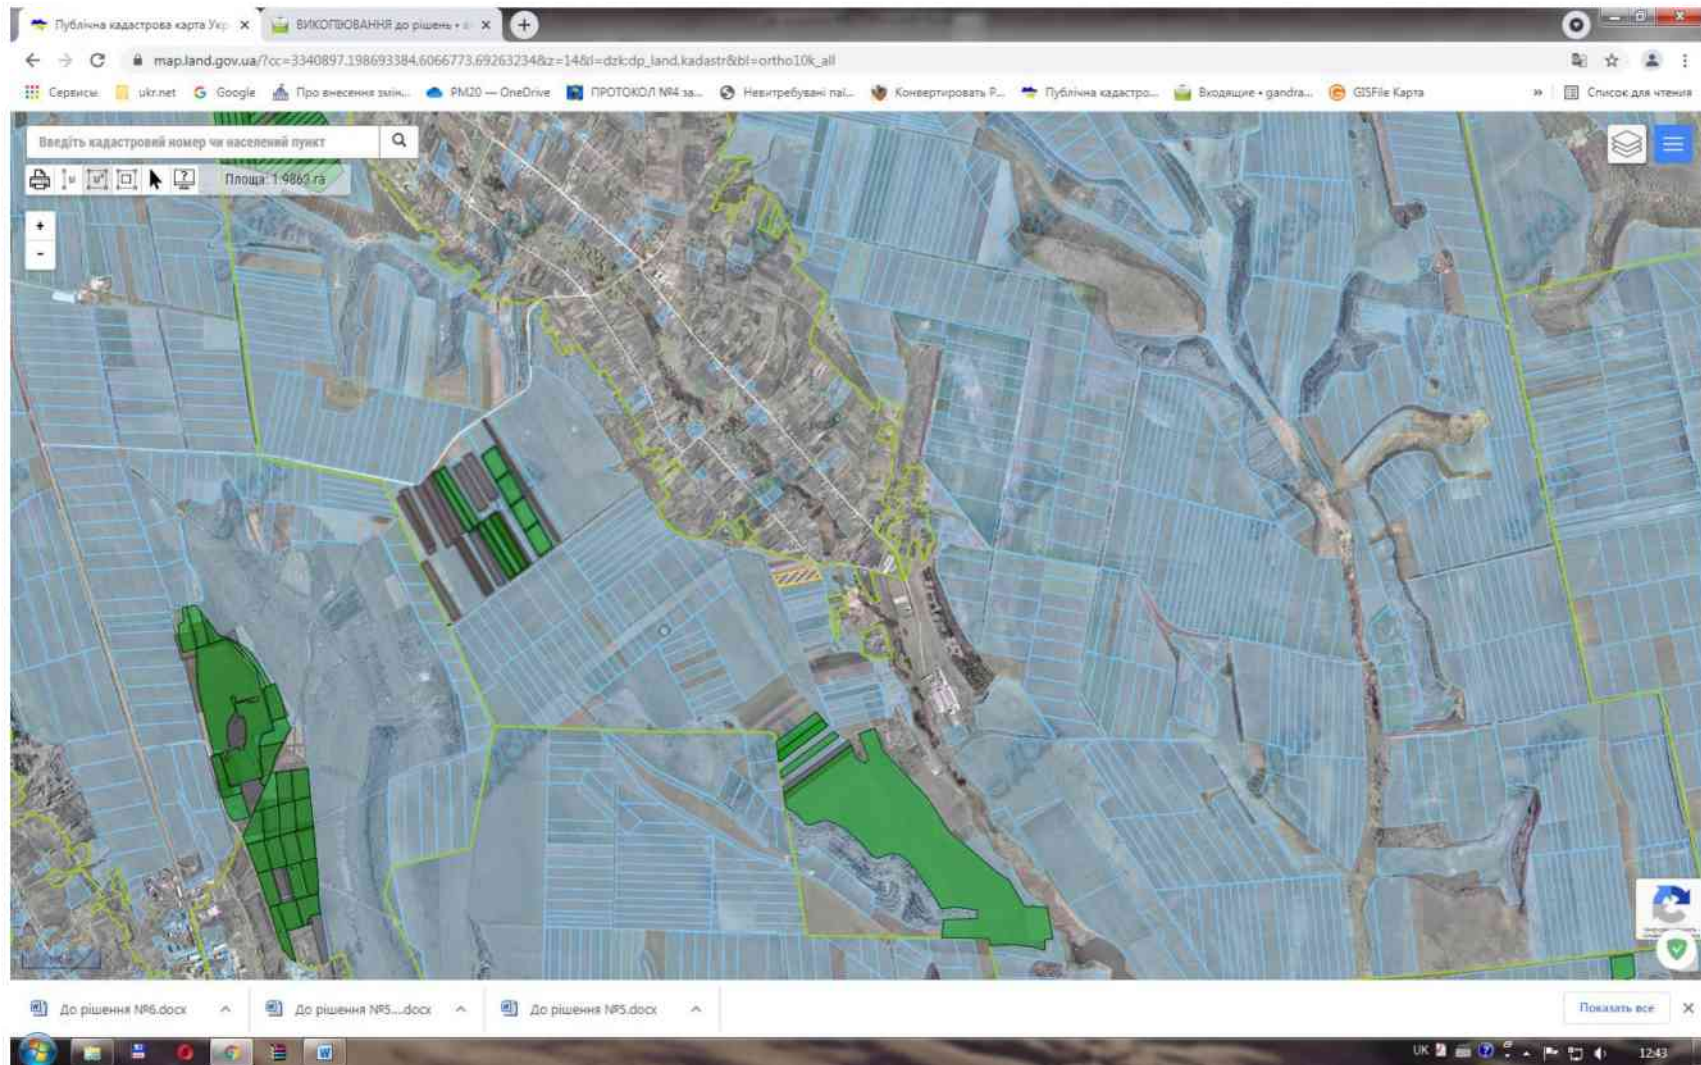 Публічна кадастрова карта Укр
ВИКОПІЮВАННЯ до рішень •
map.land.gov.ua/?cc=3340897.198693384,6066773.69263234&z=14&l=dzk:dp_land,kadastr&bl=ortho10k_all
Сервисы ukr.net Google Про внесення змін... PM20 — OneDrive ПРОТОКОЛ №4 за... Невитребувані паї... Конвертировать P... Публічна кадастро... Входящие • gandra... GISFile Карта » Список для чтения
Введіть кадастровий номер чи населений пункт
Площа: 1.9863 га
+
-
До рішення №6.docx До рішення №5....docx До рішення №5.docx Показать все
UK 12:43